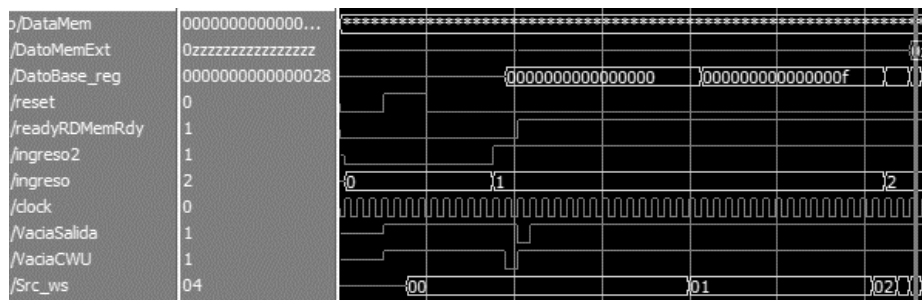 o/DataMem 0000000000000...
/DatoMemExt 0zzzzzzzzzzzzzzzz
/DatoBase_reg 0000000000000028 0000000000000000 000000000000000f
/reset 0
/readyRDMemRdy 1
/ingreso2 1
/ingreso 2 0 1 2
/clock 0
/VaciaSalida 1
/VaciaCWU 1
/Src_ws 04 00 01 02